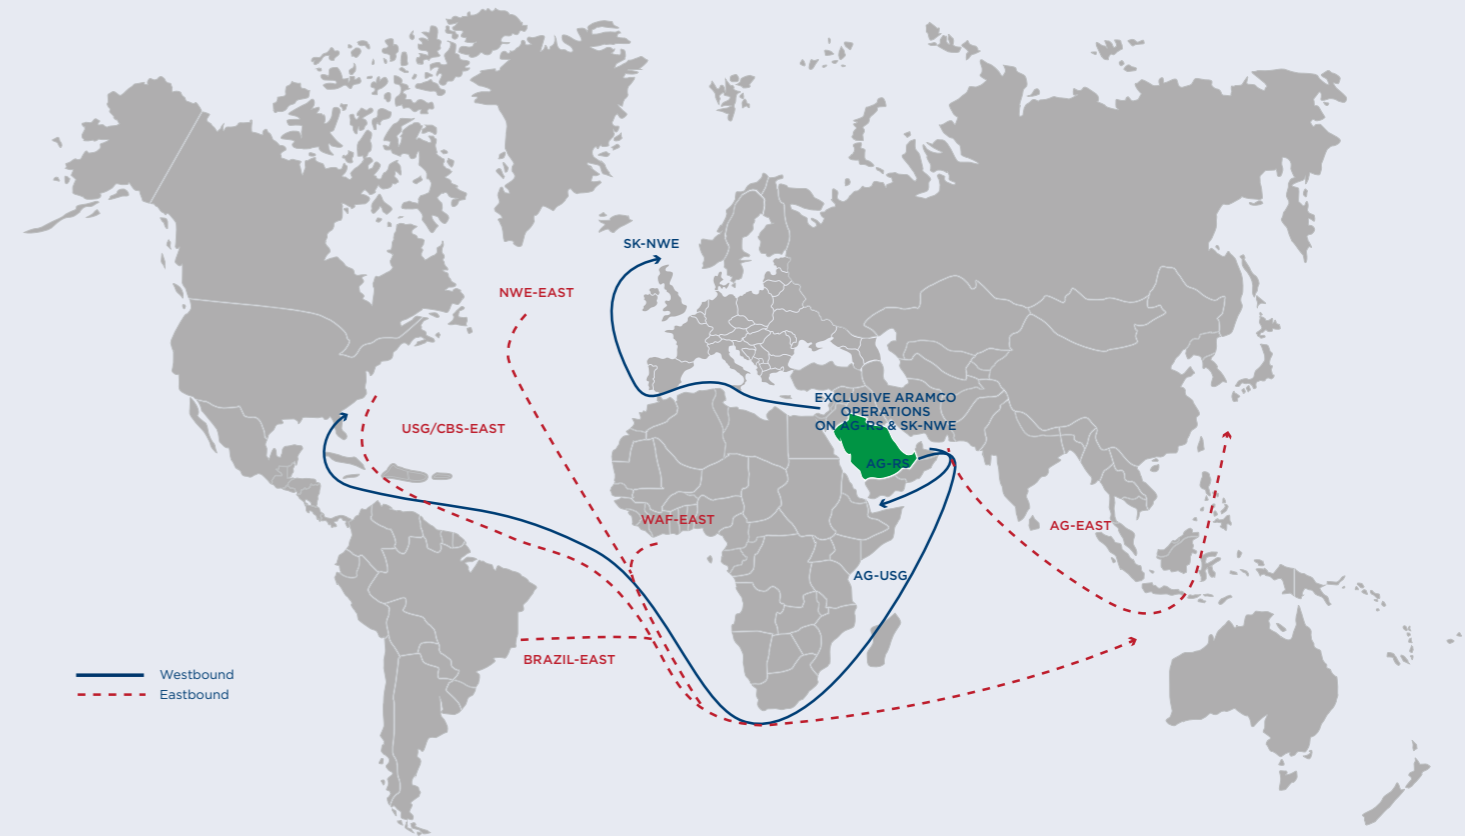 SK-NWE
NWE-EAST
EXCLUSIVE ARAMCO
OPERATIONS
ON AG-RS & SK-NWE
USG/CBS-EAST
AG-RS
WAF-EAST
AG-EAST
AG-USG
BRAZIL-EAST
Westbound
Eastbound